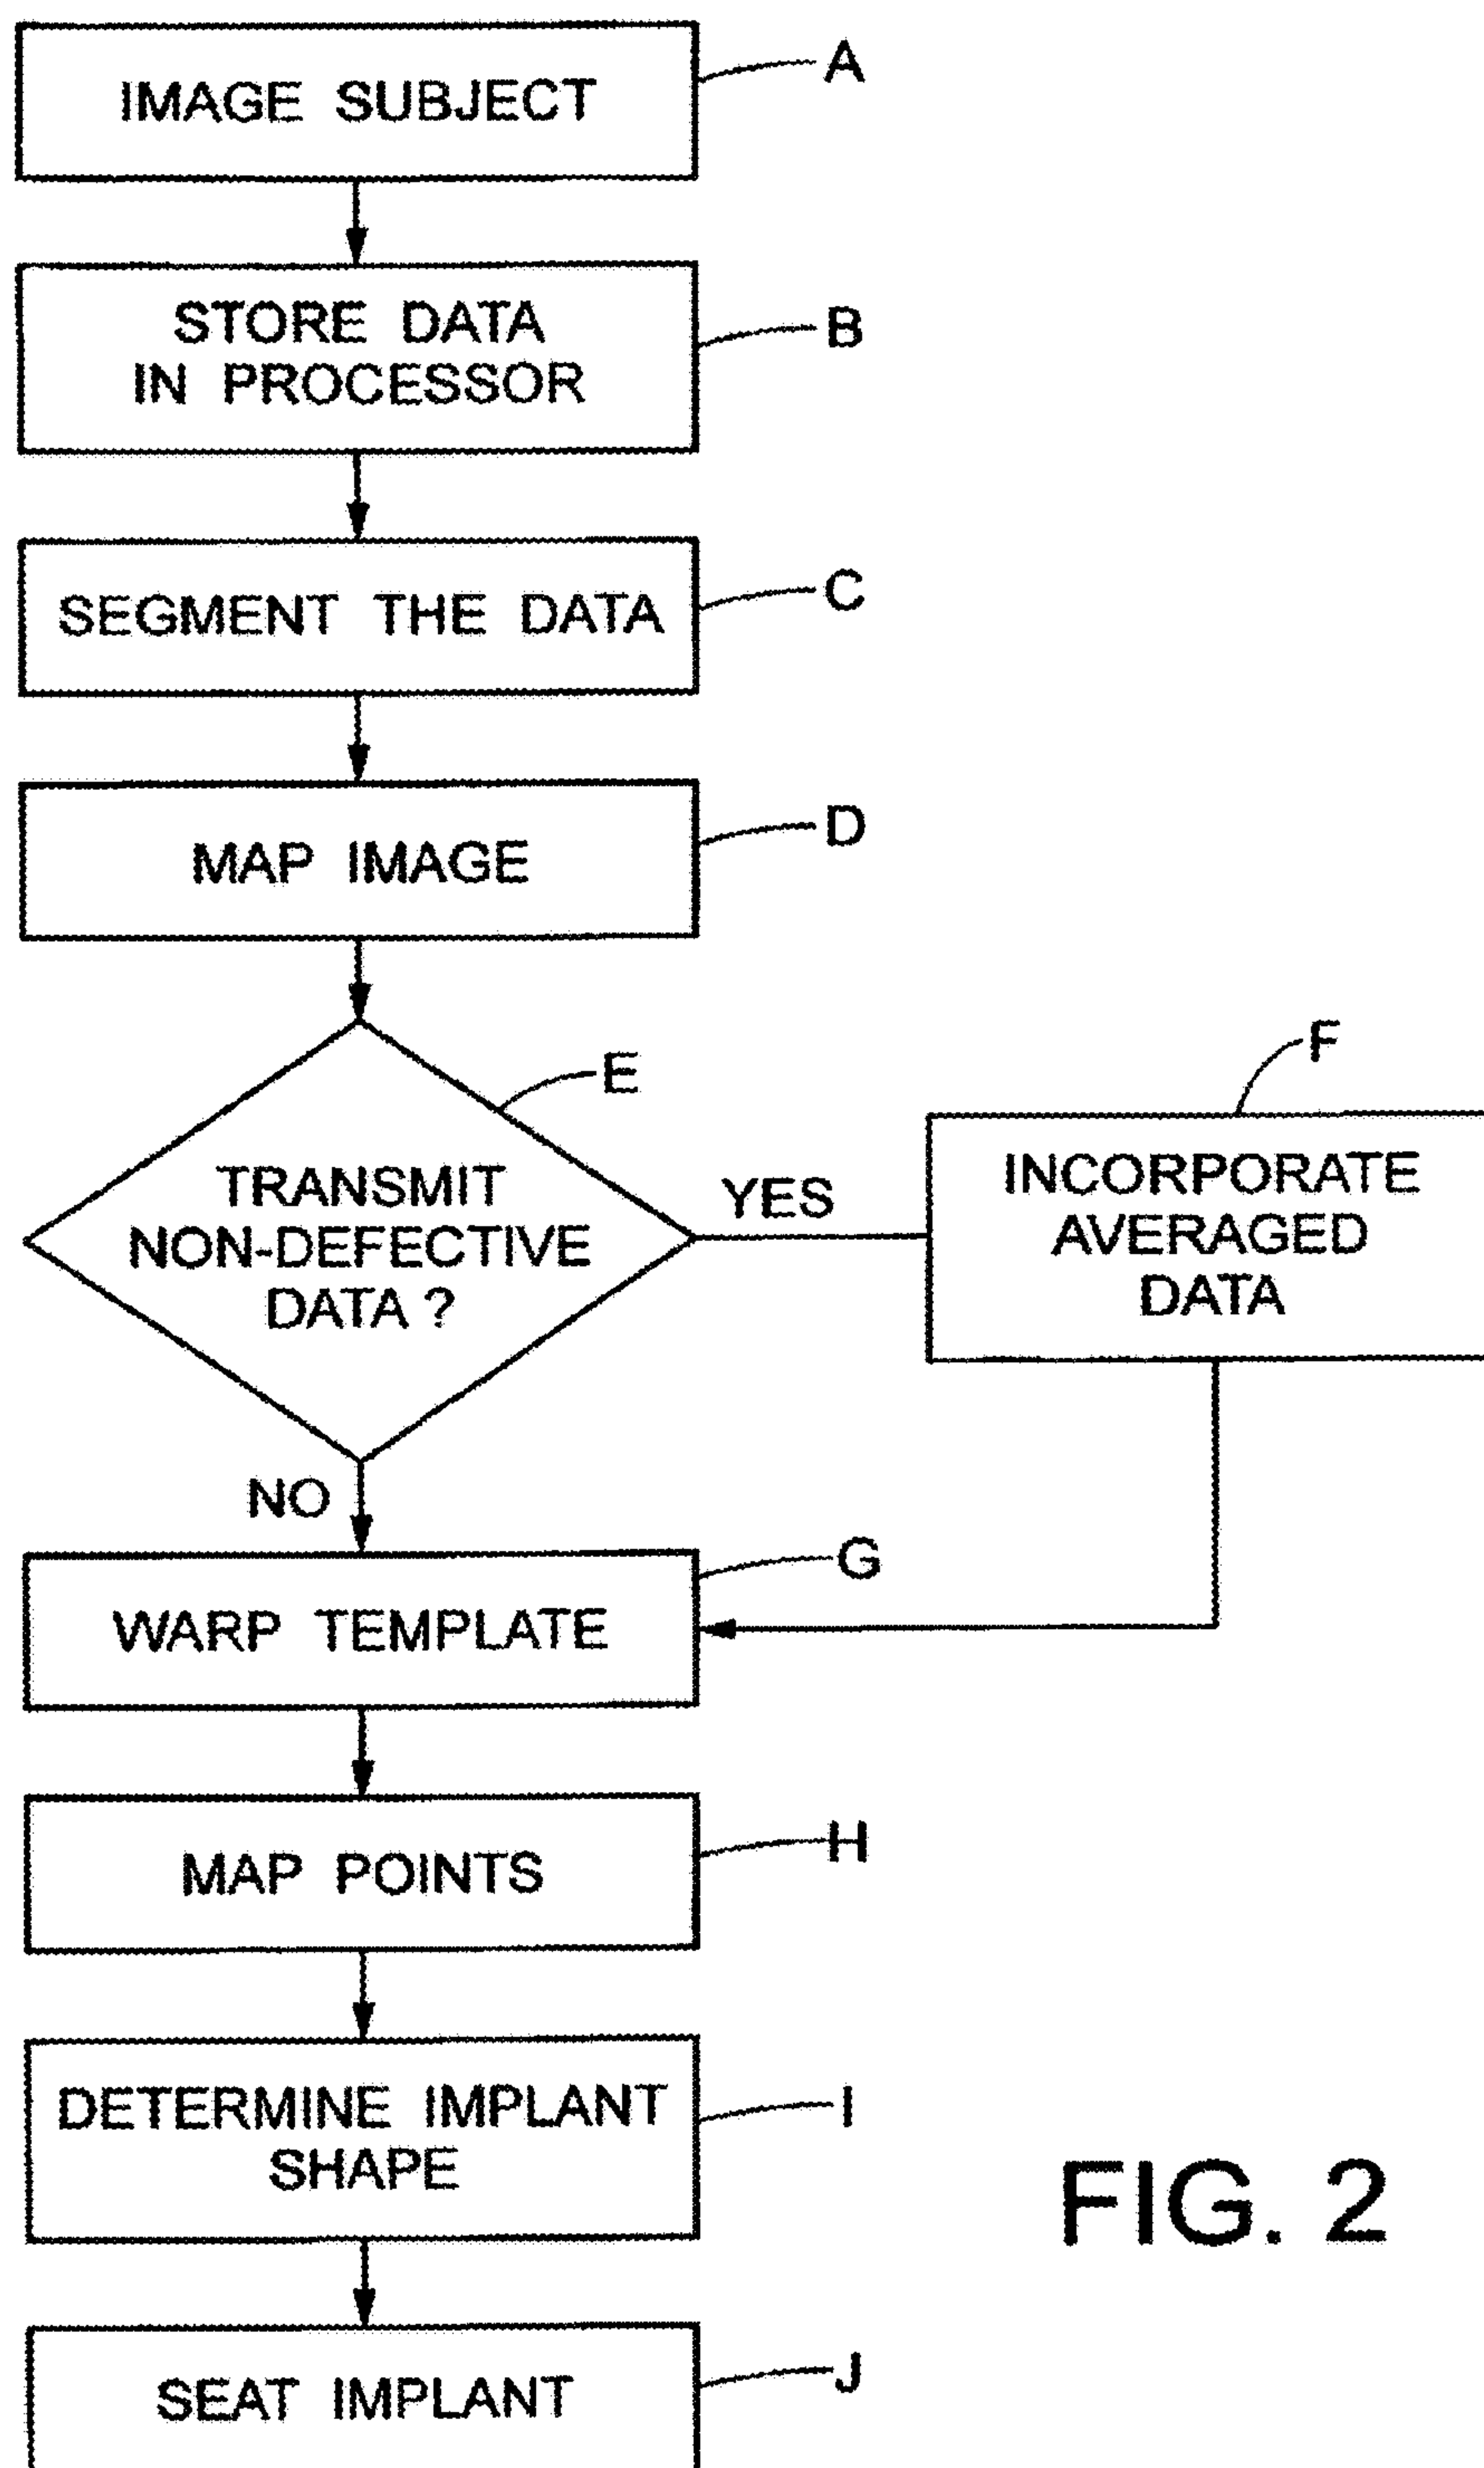 IMAGE SUBJECT
A
STORE DATA
IN PROCESSOR
B
SEGMENT THE DATA
C
MAP IMAGE
D
E
TRANSMIT
NON-DEFECTIVE
DATA ?
YES
F
INCORPORATE
AVERAGED
DATA
NO
WARP TEMPLATE
G
MAP POINTS
H
DETERMINE IMPLANT
SHAPE
I
SEAT IMPLANT
J
FIG. 2